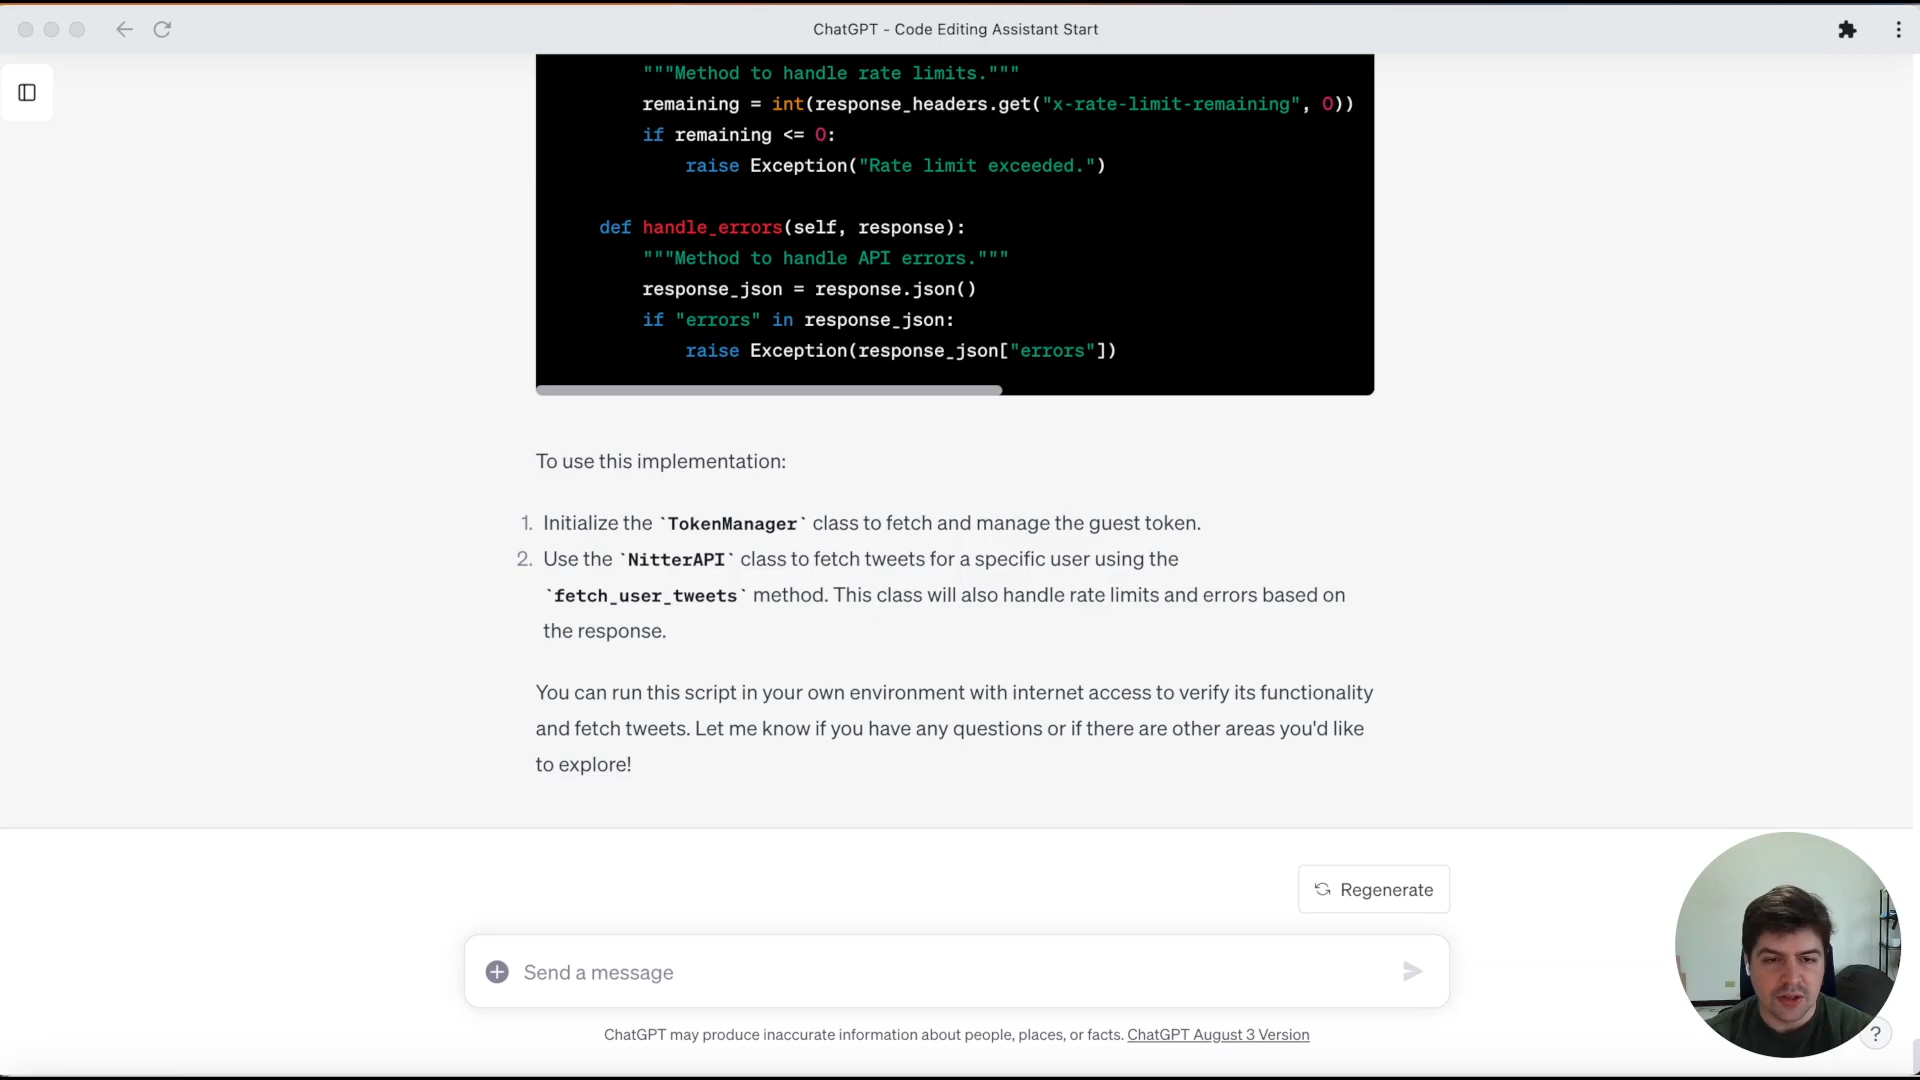 ChatGPT - Code Editing Assistant Start
"""Method to handle rate limits."""
remaining = int(response_headers.get("x-rate-limit-remaining", 0))
if remaining <= 0:
raise Exception("Rate limit exceeded.")
def handle_errors(self, response):
"""Method to handle API errors."""
response_json = response.json()
if "errors" in response_json:
raise Exception(response_json["errors"])
To use this implementation:
1. Initialize the `TokenManager` class to fetch and manage the guest token.
2. Use the `NitterAPI` class to fetch tweets for a specific user using the
`fetch_user_tweets` method. This class will also handle rate limits and errors based on
the response.
You can run this script in your own environment with internet access to verify its functionality
and fetch tweets. Let me know if you have any questions or if there are other areas you'd like
to explore!
Regenerate
Send a message
ChatGPT may produce inaccurate information about people, places, or facts. ChatGPT August 3 Version
?